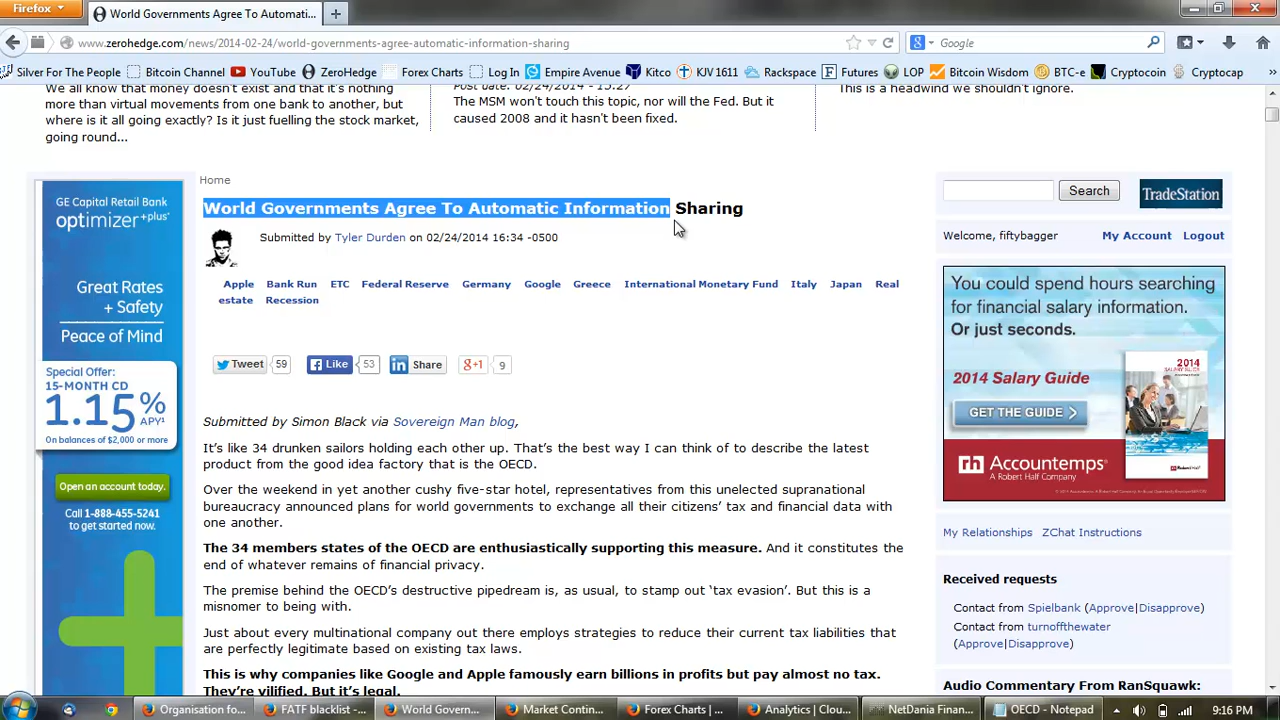 Firefox
World Governments Agree To Automati...
www.zerohedge.com/news/2014-02-24/world-governments-agree-automatic-information-sharing
Google
Silver For The People
Bitcoin Channel
YouTube
ZeroHedge
Forex Charts
Log In
Empire Avenue
Kitco
KJV 1611
Rackspace
Futures
LOP
Bitcoin Wisdom
BTC-e
Cryptocoin
Cryptocap
»
We all know that money doesn't exist and that it's nothing
more than virtual movements from one bank to another, but
where is it all going exactly? Is it just fuelling the stock market,
going round...
Post date: 02/24/2014 - 15:27
The MSM won't touch this topic, nor will the Fed. But it
caused 2008 and it hasn't been fixed.
This is a headwind we shouldn't ignore.
GE Capital Retail Bank
optimizer+plus
Great Rates
+ Safety
Peace of Mind
Special Offer:
15-MONTH CD
1.15% APY¹
On balances of $2,000 or more
Open an account today.
Call 1-888-455-5241
to get started now.
Home
World Governments Agree To Automatic Information Sharing
Submitted by Tyler Durden on 02/24/2014 16:34 -0500
Apple Bank Run ETC Federal Reserve Germany Google Greece International Monetary Fund Italy Japan Real
estate Recession
Tweet 59
Like 53
in Share
g+1 9
Submitted by Simon Black via Sovereign Man blog,
It's like 34 drunken sailors holding each other up. That's the best way I can think of to describe the latest
product from the good idea factory that is the OECD.
Over the weekend in yet another cushy five-star hotel, representatives from this unelected supranational
bureaucracy announced plans for world governments to exchange all their citizens' tax and financial data with
one another.
The 34 members states of the OECD are enthusiastically supporting this measure. And it constitutes the
end of whatever remains of financial privacy.
The premise behind the OECD's destructive pipedream is, as usual, to stamp out 'tax evasion'. But this is a
misnomer to being with.
Just about every multinational company out there employs strategies to reduce their current tax liabilities that
are perfectly legitimate based on existing tax laws.
This is why companies like Google and Apple famously earn billions in profits but pay almost no tax.
They're vilified. But it's legal.
Search
TradeStation
Welcome, fiftybagger
My Account
Logout
You could spend hours searching
for financial salary information.
Or just seconds.
2014 Salary Guide
GET THE GUIDE
2014
rh Accountemps
A Robert Half Company
My Relationships
ZChat Instructions
Received requests
Contact from Spielbank (Approve|Disapprove)
Contact from turnoffthewater
(Approve|Disapprove)
Audio Commentary From RanSquawk:
Organisation fo...
FATF blacklist -...
World Govern...
Market Contin...
Forex Charts | ...
Analytics | Clou...
NetDania Finan...
OECD - Notepad
9:16 PM